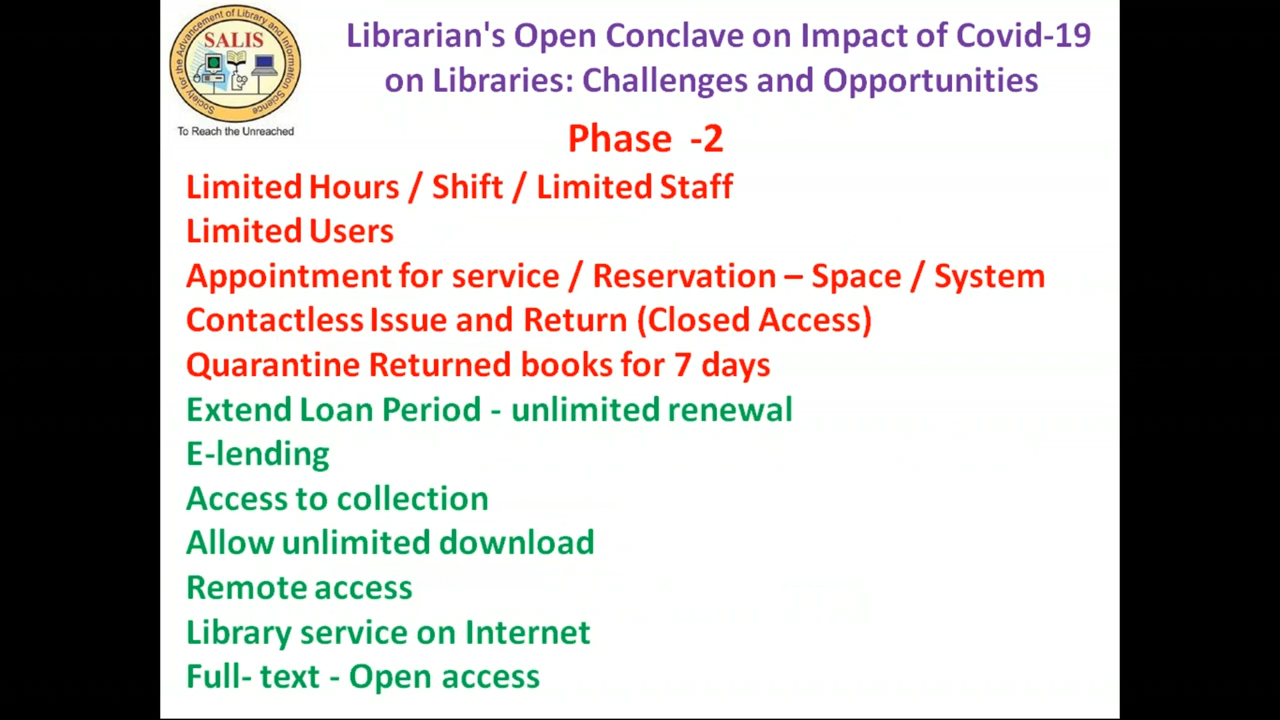 Society for the Advancement of Library and Information Science
SALIS
To Reach the Unreached
Librarian's Open Conclave on Impact of Covid-19
on Libraries: Challenges and Opportunities
Phase -2
Limited Hours / Shift / Limited Staff
Limited Users
Appointment for service / Reservation – Space / System
Contactless Issue and Return (Closed Access)
Quarantine Returned books for 7 days
Extend Loan Period - unlimited renewal
E-lending
Access to collection
Allow unlimited download
Remote access
Library service on Internet
Full- text - Open access